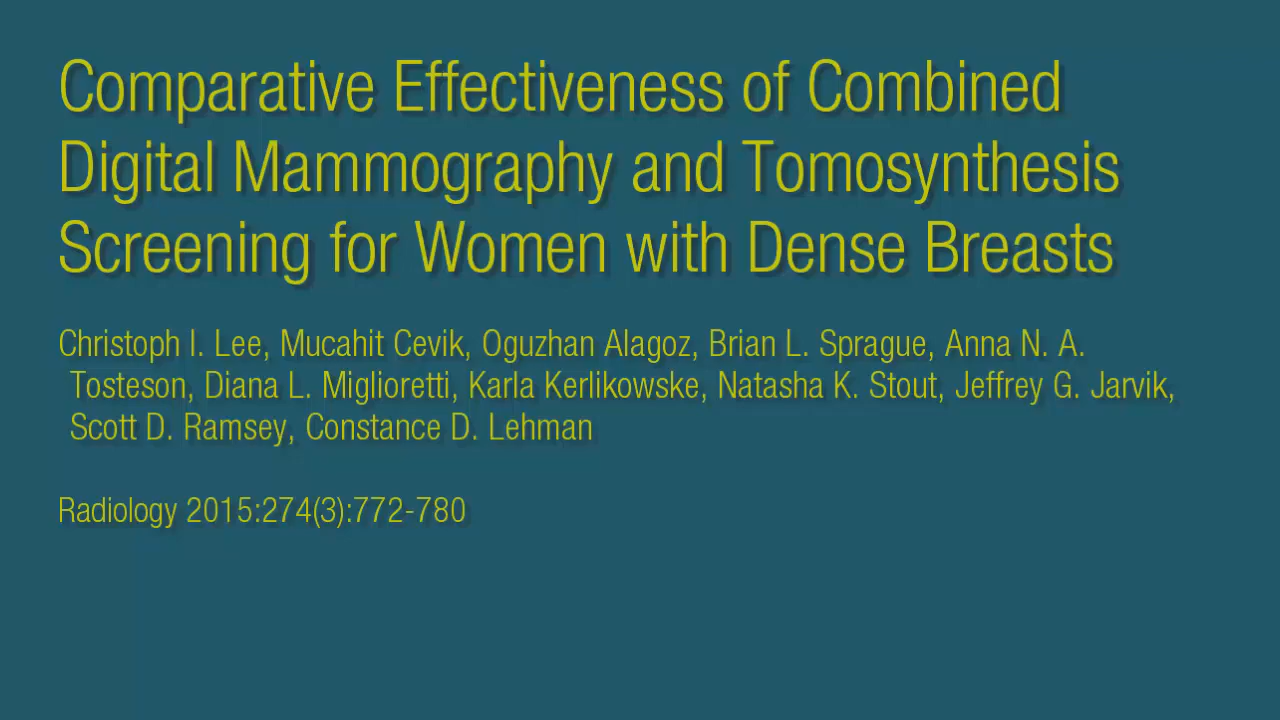 Comparative Effectiveness of Combined
Digital Mammography and Tomosynthesis
Screening for Women with Dense Breasts
Christoph I. Lee, Mucahit Cevik, Oguzhan Alagoz, Brian L. Sprague, Anna N. A.
Tosteson, Diana L. Miglioretti, Karla Kerlikowske, Natasha K. Stout, Jeffrey G. Jarvik,
Scott D. Ramsey, Constance D. Lehman
Radiology 2015:274(3):772-780